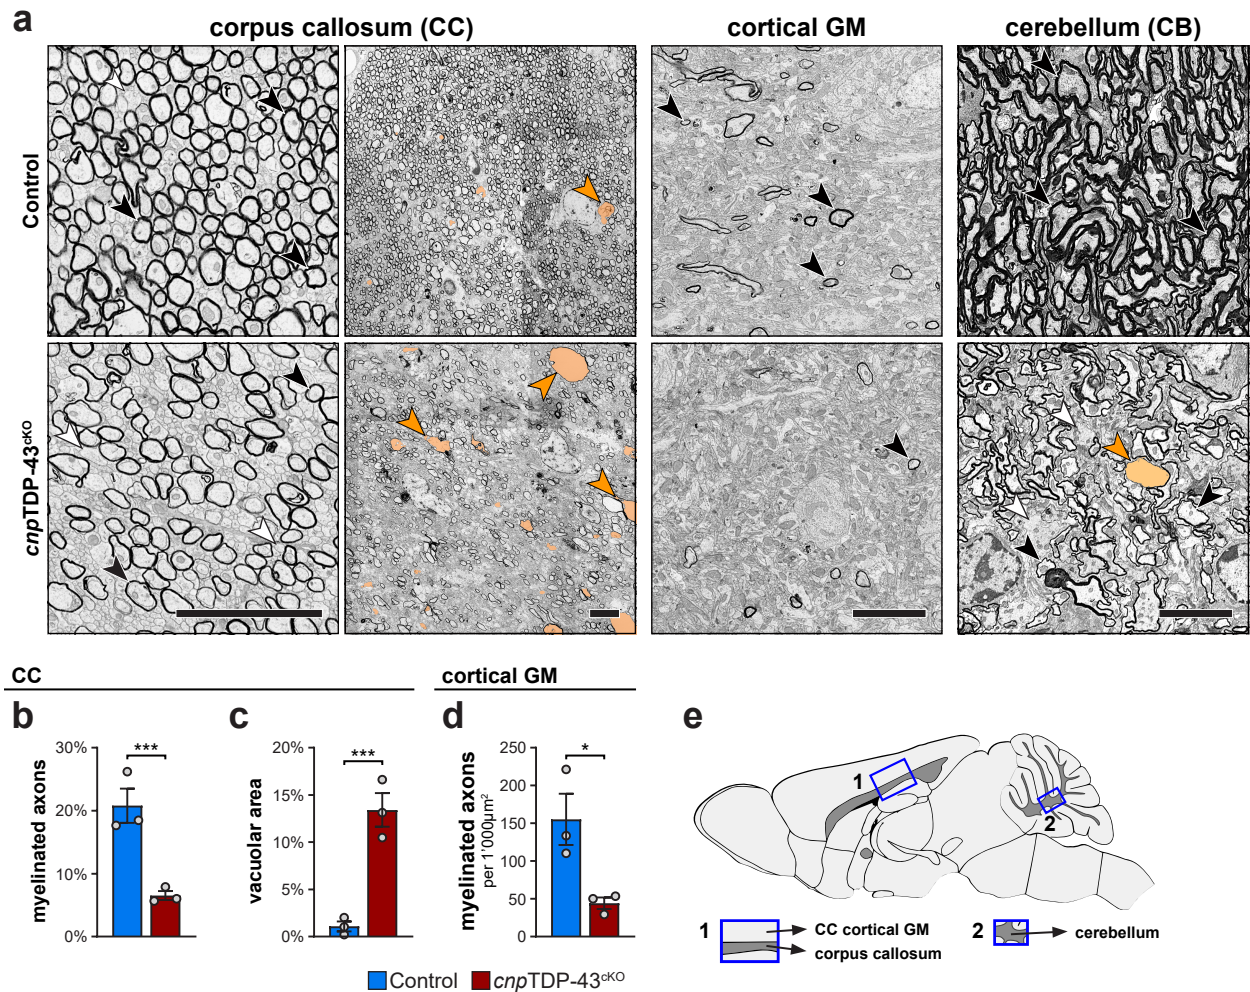 a
corpus callosum (CC)
cortical GM
cerebellum (CB)
Control
cnpTDP-43cKO
CC
cortical GM
b
myelinated axons
30%
20%
10%
0%
***
c
vacuolar area
20%
15%
10%
5%
0%
***
d
myelinated axons
per 1'000µm²
250
200
150
100
50
0
*
Control
cnpTDP-43cKO
e
1
2
1
CC cortical GM
corpus callosum
2
cerebellum